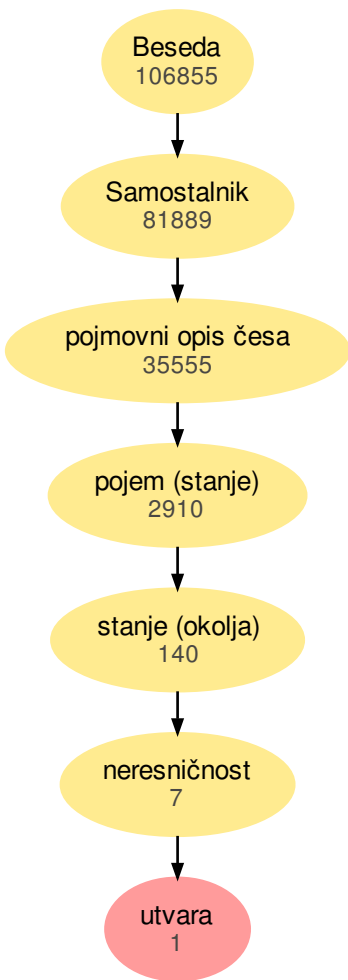 Beseda
106855
Samostalnik
81889
pojmovni opis česa
35555
pojem (stanje)
2910
stanje (okolja)
140
neresničnost
7
utvara
1